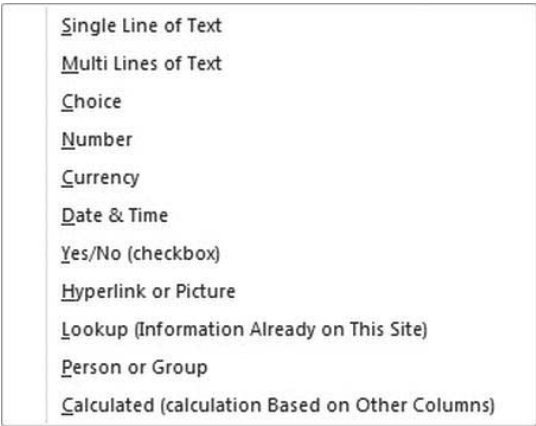 Single Line of Text
Multi Lines of Text
Choice
Number
Currency
Date & Time
Yes/No (checkbox)
Hyperlink or Picture
Lookup (Information Already on This Site)
Person or Group
Calculated (calculation Based on Other Columns)